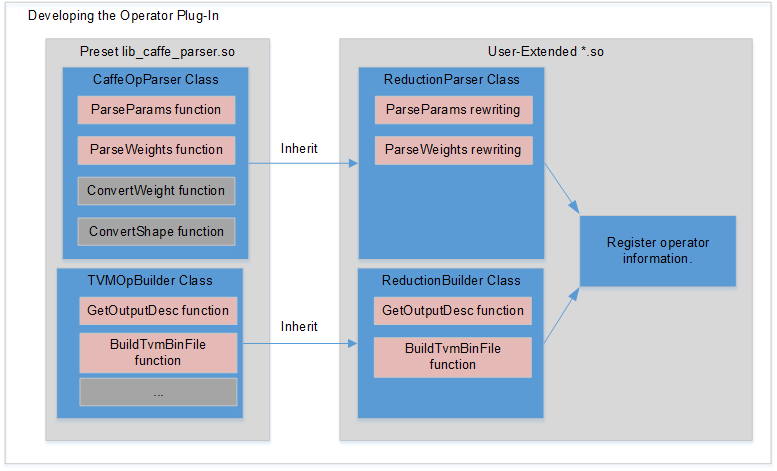 Developing the Operator Plug-In
Preset lib_caffe_parser.so
CaffeOpParser Class
ParseParams function
ParseWeights function
ConvertWeight function
ConvertShape function
TVMOpBuilder Class
GetOutputDesc function
BuildTvmBinFile
function
...
Inherit
Inherit
User-Extended *.so
ReductionParser Class
ParseParams rewriting
ParseWeights rewriting
ReductionBuilder Class
GetOutputDesc function
BuildTvmBinFile
function
Register operator
information.